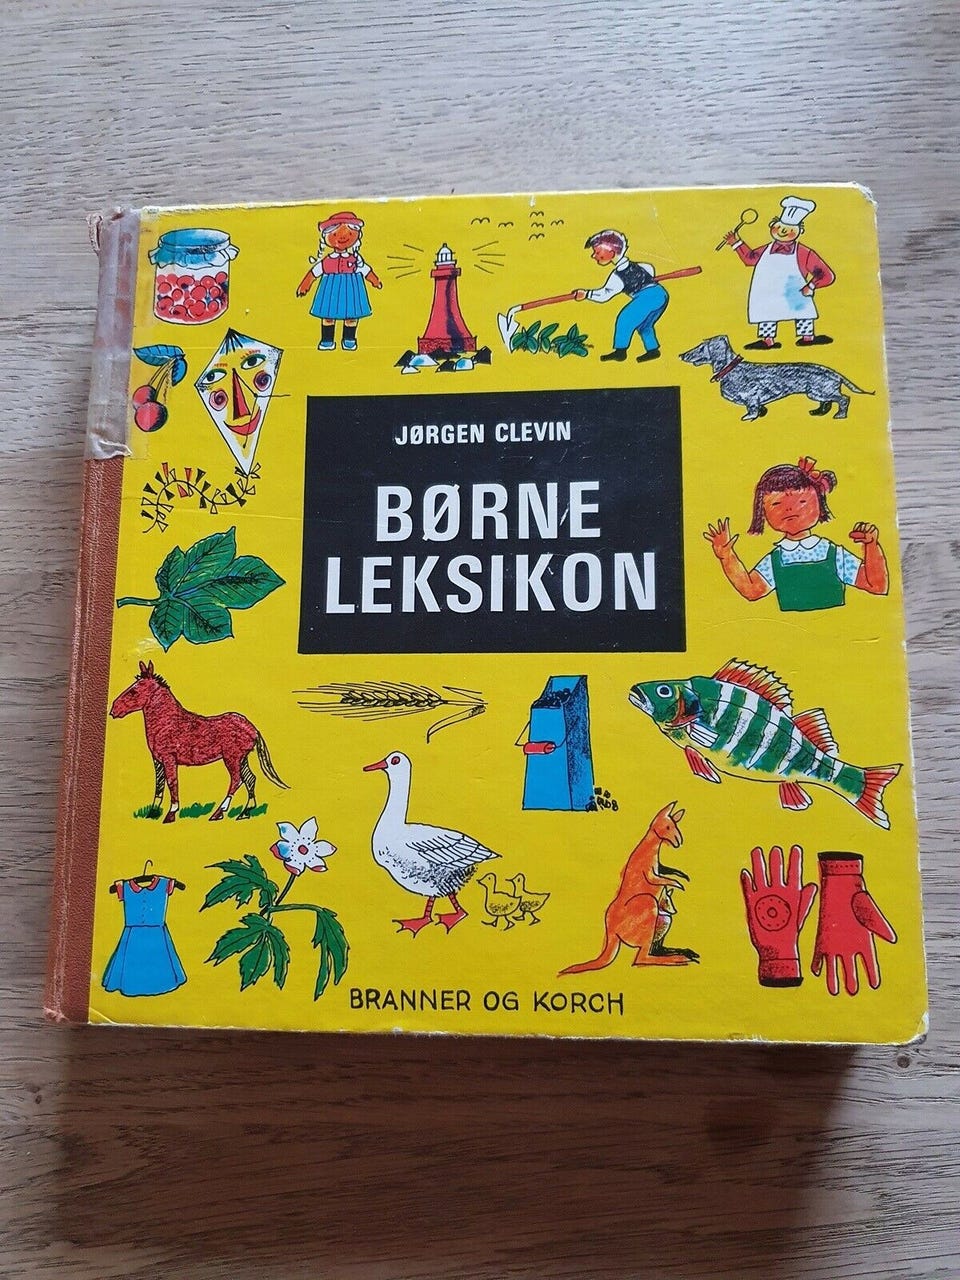 JØRGEN CLEVIN
BØRNE
LEKSIKON
BRANNER OG KORCH